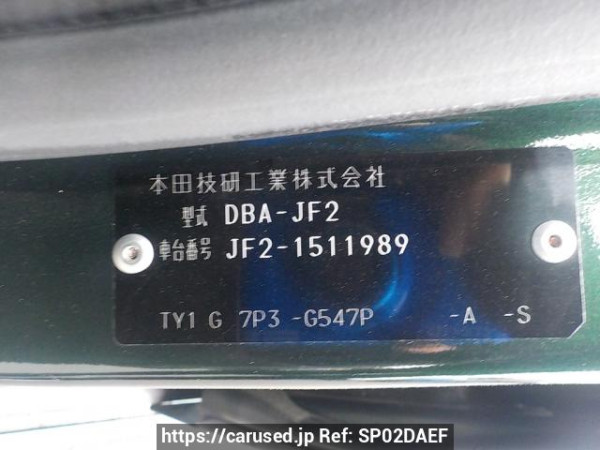 本田技研工業株式会社
型式 DBA-JF2
車台番号 JF2-1511989
TY1 G 7P3 -G547P -A -S
https://carused.jp Ref: SP02DAEF